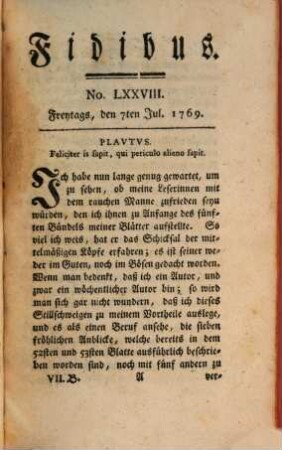 Fidibus.
No. LXXVIII.
Freytags, den 7ten Jul. 1769.
PLAVTVS.
Feliciter is sapit, qui periculo alieno sapit.
Ich habe nun lange genug gewartet, um
zu sehen, ob meine Leserinnen mit
dem rauchen Manne zufrieden seyn
würden, den ich ihnen zu Anfange des fünf-
ten Bündels meiner Blätter aufstellte. So
viel ich weis, hat er das Schicksal der mit-
telmäßigen Köpfe erfahren; es ist seiner we-
der im Guten, noch im Bösen gedacht worden.
Wenn man bedenkt, daß ich ein Autor, und
zwar ein wöchentlicher Autor bin; so wird
man sich gar nicht wundern, daß ich dieses
Stillschweigen zu meinem Vortheile auslege,
und es als einen Beruf ansehe, die sieben
fröhlichen Anblicke, welche bereits in dem
52sten und 53sten Blatte ausführlich beschrie-
ben worden sind, noch mit fünf andern zu
VII. B. A ver-